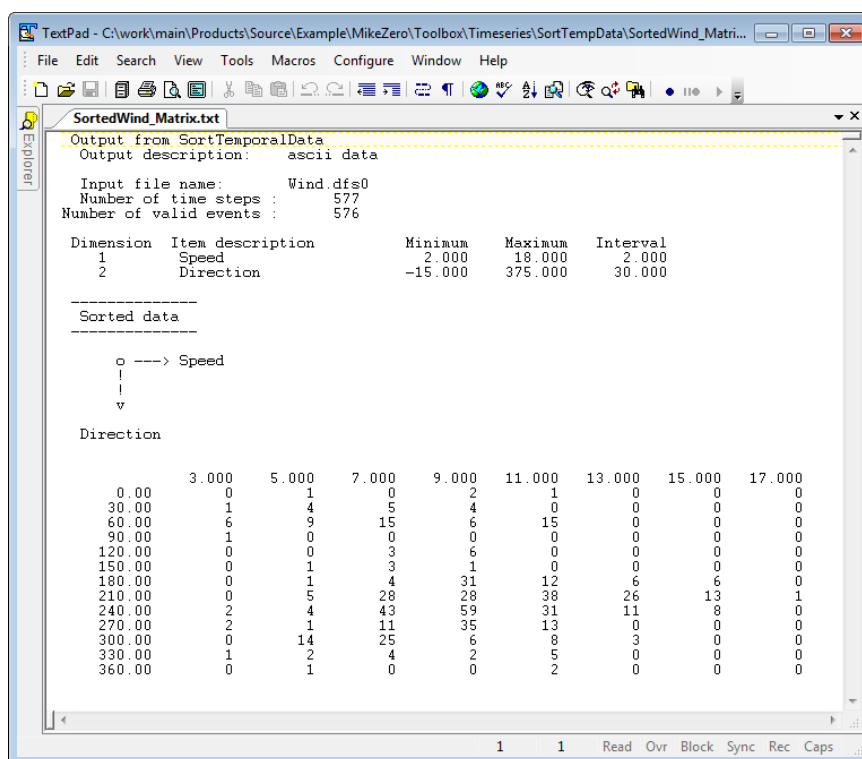 TextPad - C:\work\main\Products\Source\Example\MikeZero\Toolbox\Timeseries\SortTempData\SortedWind_Matri...
File Edit Search View Tools Macros Configure Window Help
SortedWind_Matrix.txt
Explorer
Output from SortTemporalData
Output description: ascii data
Input file name: Wind.dfs0
Number of time steps : 577
Number of valid events : 576
Dimension Item description Minimum Maximum Interval
1 Speed 2.000 18.000 2.000
2 Direction -15.000 375.000 30.000
--------------
Sorted data
--------------
o ---> Speed
!
!
v
Direction
3.000 5.000 7.000 9.000 11.000 13.000 15.000 17.000
0.00 0 1 0 2 1 0 0 0
30.00 1 4 5 4 0 0 0 0
60.00 6 9 15 6 15 0 0 0
90.00 1 0 0 0 0 0 0 0
120.00 0 0 3 6 0 0 0 0
150.00 0 1 3 1 0 0 0 0
180.00 0 1 4 31 12 6 6 0
210.00 0 5 28 28 38 26 13 1
240.00 2 4 43 59 31 11 8 0
270.00 2 1 11 35 13 0 0 0
300.00 0 14 25 6 8 3 0 0
330.00 1 2 4 2 5 0 0 0
360.00 0 1 0 0 2 0 0 0
1 1 Read Ovr Block Sync Rec Caps